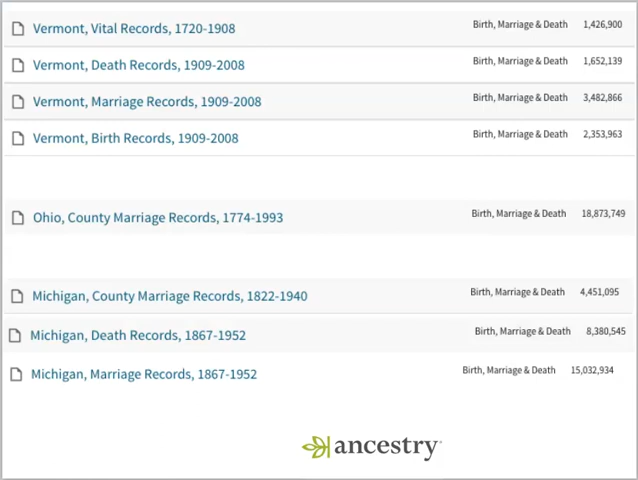 Vermont, Vital Records, 1720-1908 Birth, Marriage & Death 1,426,900
Vermont, Death Records, 1909-2008 Birth, Marriage & Death 1,652,139
Vermont, Marriage Records, 1909-2008 Birth, Marriage & Death 3,482,866
Vermont, Birth Records, 1909-2008 Birth, Marriage & Death 2,353,963
Ohio, County Marriage Records, 1774-1993 Birth, Marriage & Death 18,873,749
Michigan, County Marriage Records, 1822-1940 Birth, Marriage & Death 4,451,095
Michigan, Death Records, 1867-1952 Birth, Marriage & Death 8,380,545
Michigan, Marriage Records, 1867-1952 Birth, Marriage & Death 15,032,934
ancestry